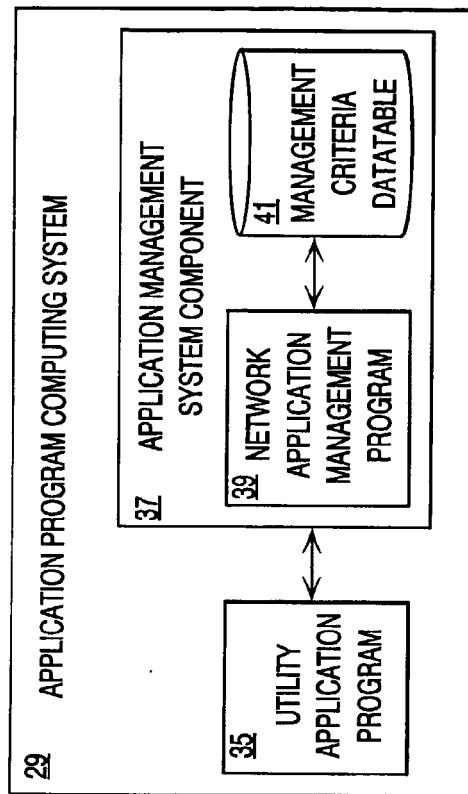 29 APPLICATION PROGRAM COMPUTING SYSTEM
37 APPLICATION MANAGEMENT
SYSTEM COMPONENT
35
UTILITY
APPLICATION
PROGRAM
39 NETWORK
APPLICATION
MANAGEMENT
PROGRAM
41
MANAGEMENT
CRITERIA
DATATABLE